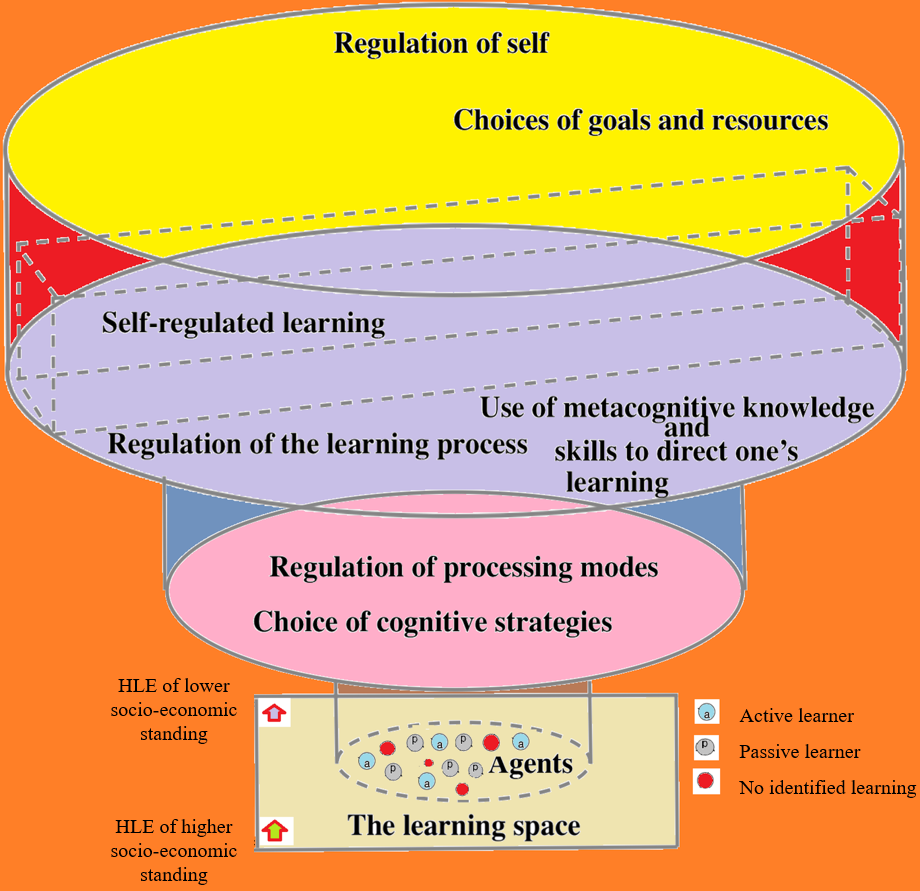 Regulation of self
Choices of goals and resources
Self-regulated learning
Use of metacognitive knowledge
and
skills to direct one's
learning
Regulation of the learning process
Regulation of processing modes
Choice of cognitive strategies
HLE of lower
socio-economic
standing
HLE of higher
socio-economic
standing
a
p
a
p
a
a
p
p
p
a
Agents
The learning space
a Active learner
p Passive learner
No identified learning